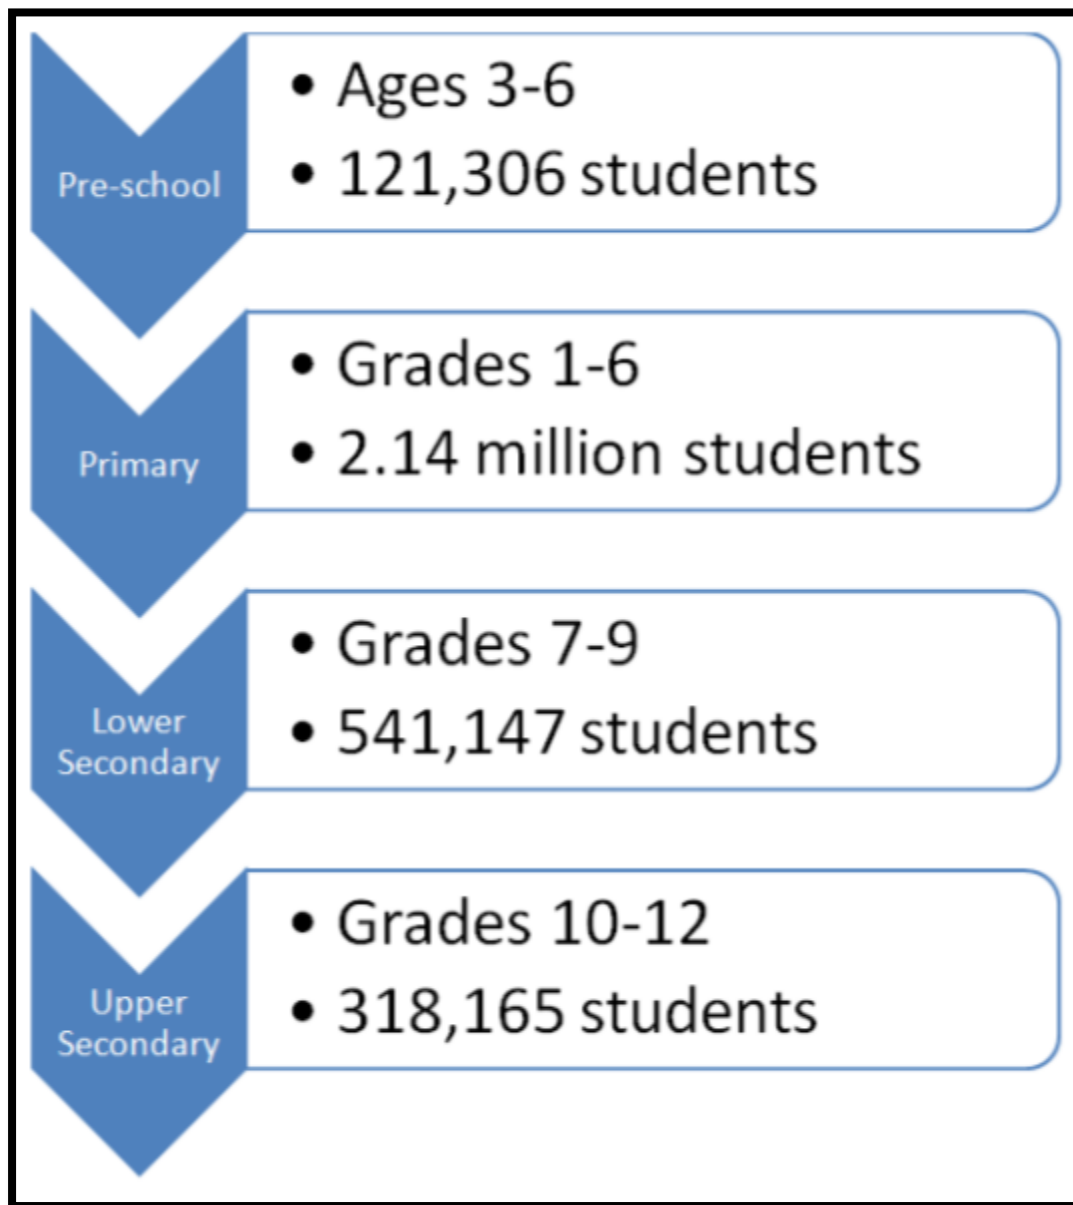 Pre-school
• Ages 3-6
• 121,306 students
Primary
• Grades 1-6
• 2.14 million students
Lower
Secondary
• Grades 7-9
• 541,147 students
Upper
Secondary
• Grades 10-12
• 318,165 students